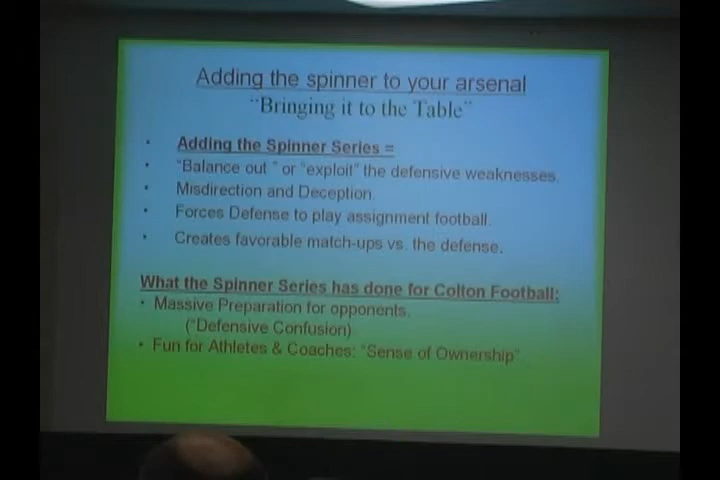 Adding the spinner to your arsenal
"Bringing it to the Table"
• Adding the Spinner Series =
• "Balance out " or "exploit" the defensive weaknesses.
• Misdirection and Deception.
• Forces Defense to play assignment football.
• Creates favorable match-ups vs. the defense.
What the Spinner Series has done for Colton Football:
• Massive Preparation for opponents.
("Defensive Confusion)
• Fun for Athletes & Coaches: "Sense of Ownership"